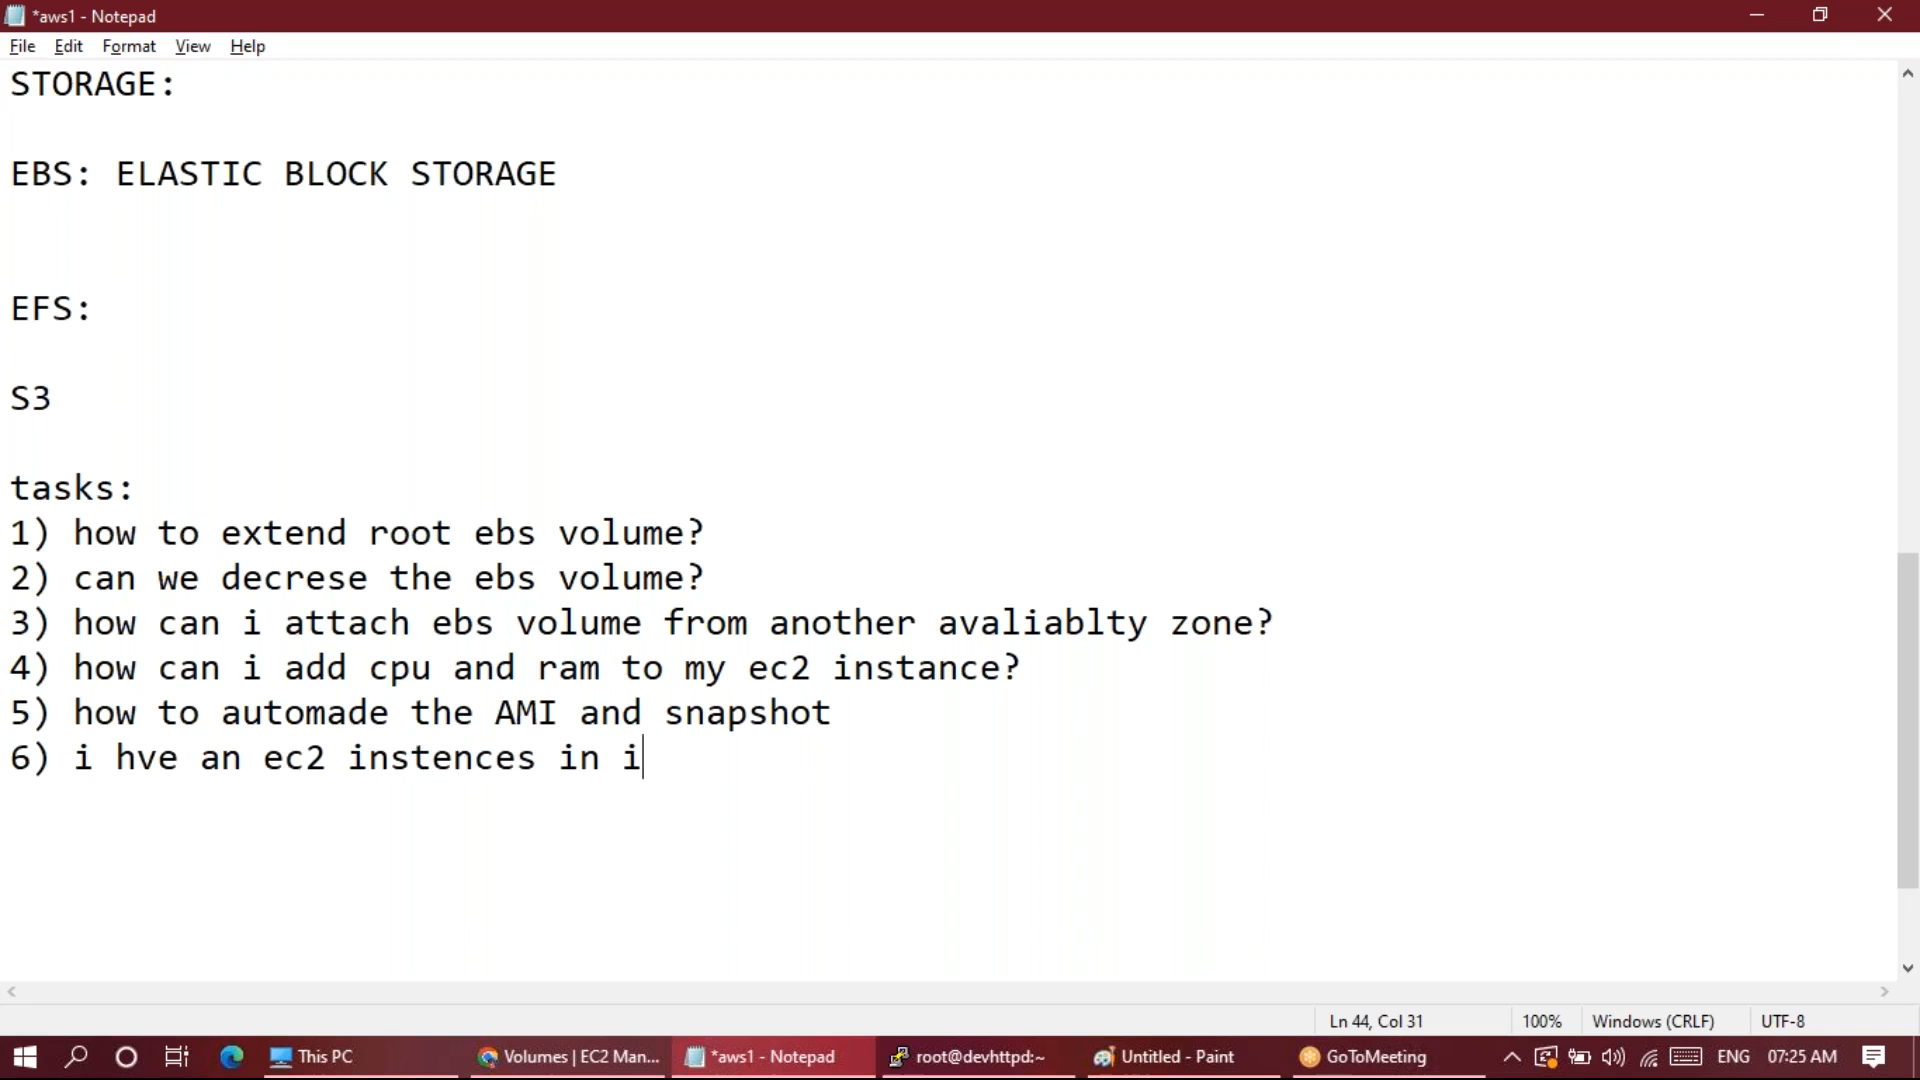 *aws1 - Notepad
File Edit Format View Help
STORAGE:
EBS: ELASTIC BLOCK STORAGE
EFS:
S3
tasks:
1) how to extend root ebs volume?
2) can we decrese the ebs volume?
3) how can i attach ebs volume from another avaliablty zone?
4) how can i add cpu and ram to my ec2 instance?
5) how to automade the AMI and snapshot
6) i hve an ec2 instences in i
Ln 44, Col 31 100% Windows (CRLF) UTF-8
This PC Volumes | EC2 Man... *aws1 - Notepad root@devhttpd:~ Untitled - Paint GoToMeeting ENG 07:25 AM